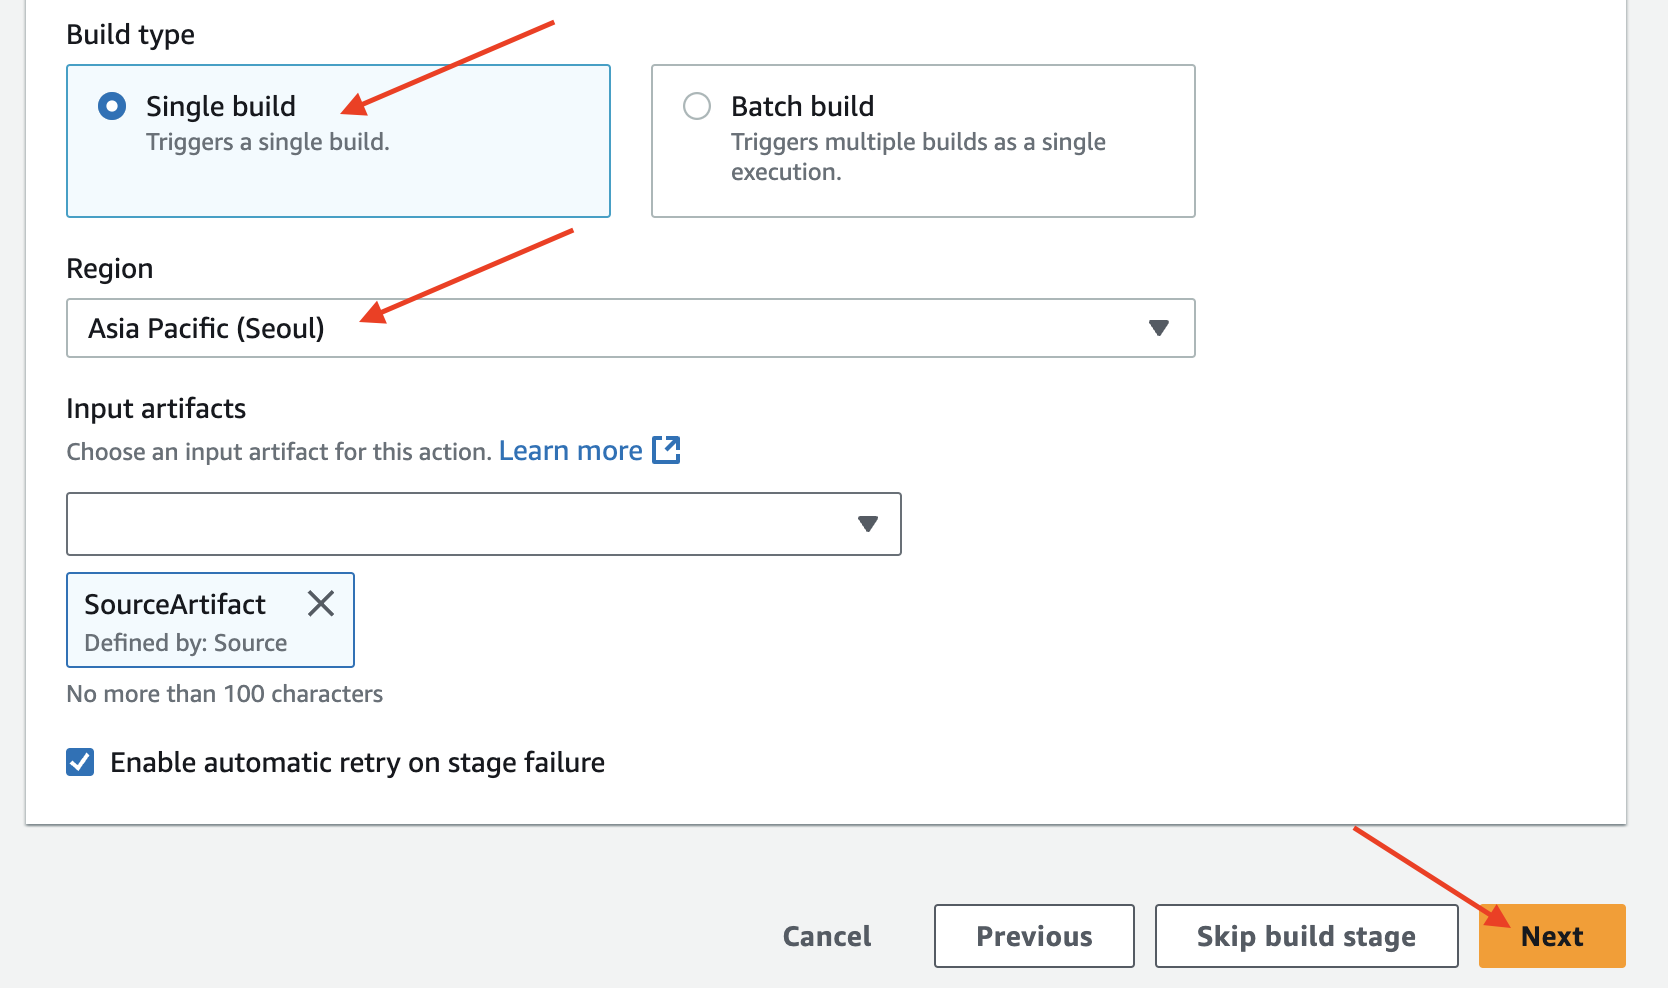 Build type
Single build
Triggers a single build.
Batch build
Triggers multiple builds as a single
execution.
Region
Asia Pacific (Seoul)
Input artifacts
Choose an input artifact for this action. Learn more
SourceArtifact
Defined by: Source
No more than 100 characters
Enable automatic retry on stage failure
Cancel
Previous
Skip build stage
Next